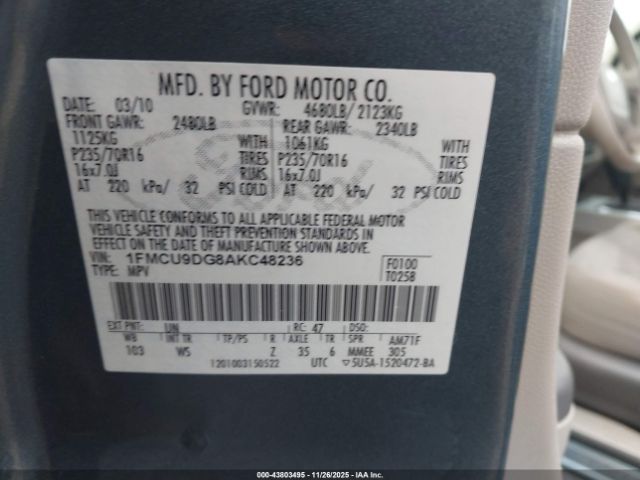 MFD. BY FORD MOTOR CO.
DATE: 03/10 GVWR: 4680LB/ 2123KG
FRONT GAWR: 2480LB REAR GAWR: 2340LB
1125KG WITH 1061KG WITH
P235/70R16 TIRES P235/70R16 TIRES
16x7.0J RIMS 16x7.0J RIMS
AT 220 kPa/ 32 PSI COLD AT 220 kPa/ 32 PSI COLD
THIS VEHICLE CONFORMS TO ALL APPLICABLE FEDERAL MOTOR
VEHICLE SAFETY AND THEFT PREVENTION STANDARDS IN
EFFECT ON THE DATE OF MANUFACTURE SHOWN ABOVE.
VIN: 1FMCU9DG8AKC48236 F0100
TYPE: MPV T0258
EXT PNT: UN RC: 47 DSO:
WB INT TR TP/PS R AXLE TR SPR AM71F
103 WS Z 35 6 MMEE 305
1201003150522 UTC ▽5U5A-1520472-BA
Ford
00-43803495 - 11/26/2025 - IAA Inc.